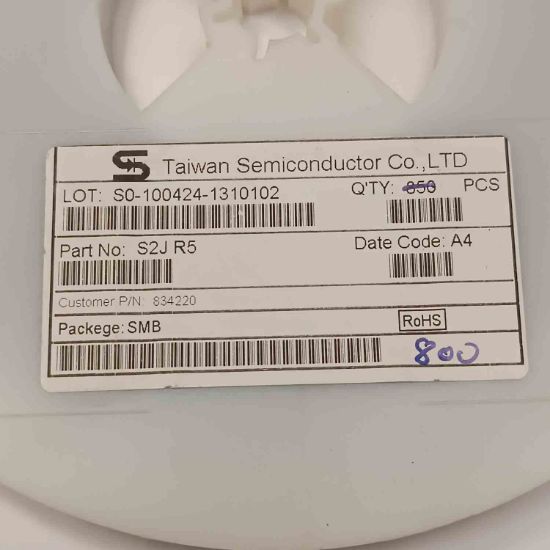 Taiwan Semiconductor Co.,LTD
LOT: S0-100424-1310102 Q'TY: 850 PCS
Part No: S2J R5 Date Code: A4
Customer P/N: 834220
Packege: SMB RoHS
800